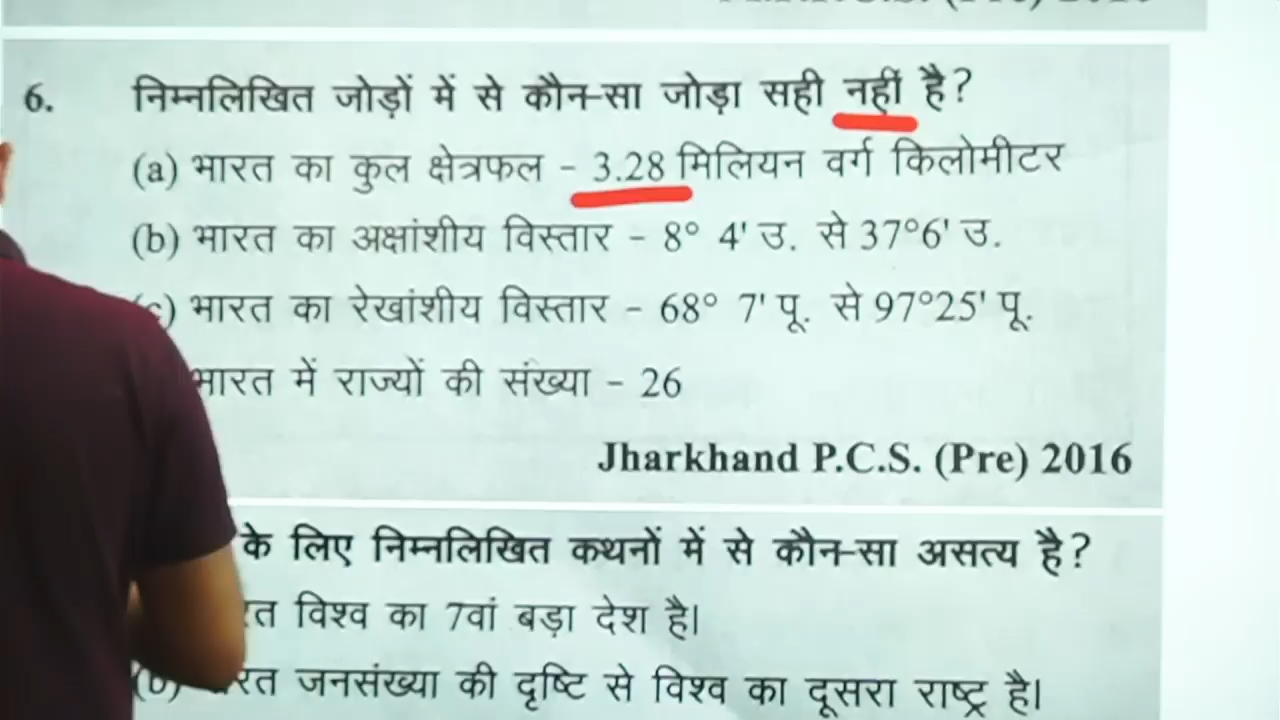 6. निम्नलिखित जोड़ों में से कौन-सा जोड़ा सही नहीं है?
(a) भारत का कुल क्षेत्रफल - 3.28 मिलियन वर्ग किलोमीटर
(b) भारत का अक्षांशीय विस्तार - 8° 4' उ. से 37°6' उ.
(c) भारत का रेखांशीय विस्तार - 68° 7' पू. से 97°25' पू.
भारत में राज्यों की संख्या - 26
Jharkhand P.C.S. (Pre) 2016
के लिए निम्नलिखित कथनों में से कौन-सा असत्य है?
विश्व का 7वां बड़ा देश है।
(b) जनसंख्या की दृष्टि से विश्व का दूसरा राष्ट्र है।